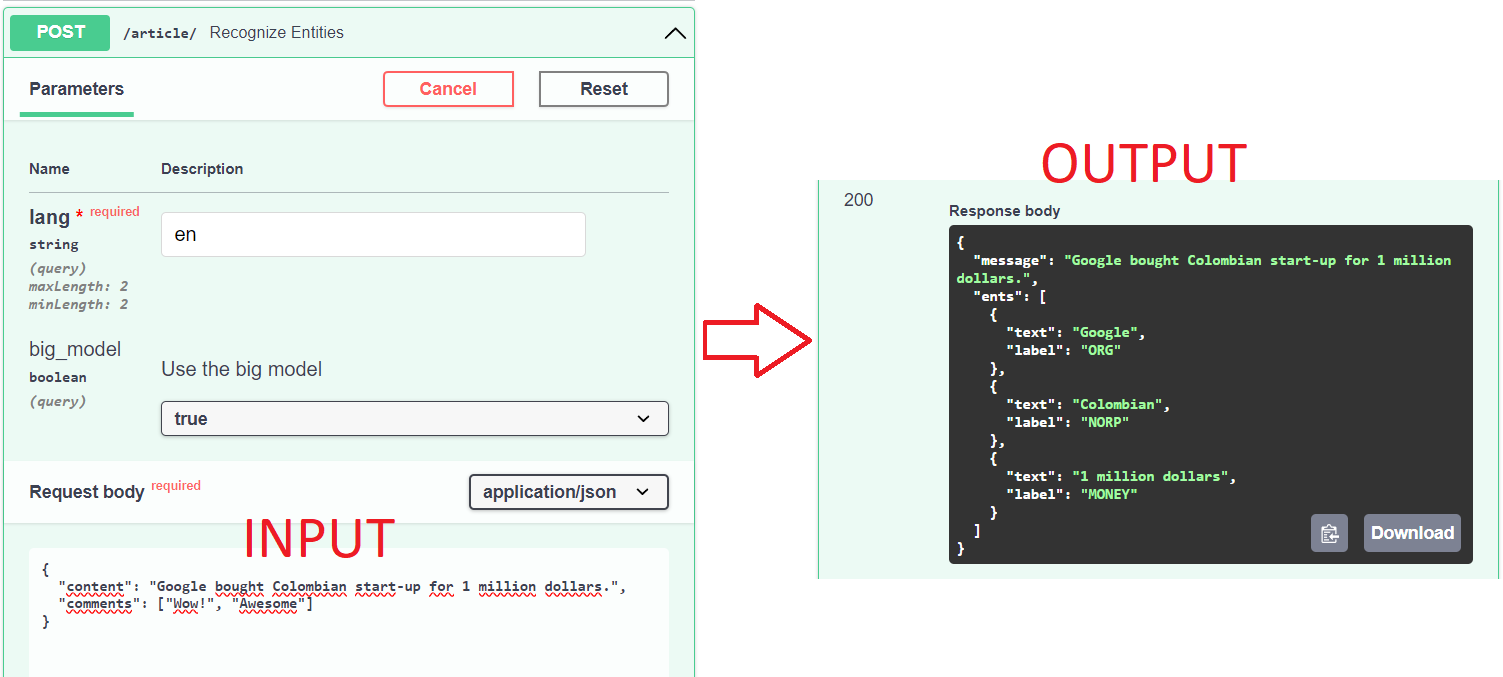 POST /article/ Recognize Entities
Parameters
Cancel
Reset
Name Description
lang * required
string
(query)
maxLength: 2
minLength: 2
en
big_model
boolean
(query)
Use the big model
true
Request body required
application/json
INPUT
{
  "content": "Google bought Colombian start-up for 1 million dollars.",
  "comments": ["Wow!", "Awesome"]
}
OUTPUT
200
Response body
{
  "message": "Google bought Colombian start-up for 1 million
dollars.",
  "ents": [
    {
      "text": "Google",
      "label": "ORG"
    },
    {
      "text": "Colombian",
      "label": "NORP"
    },
    {
      "text": "1 million dollars",
      "label": "MONEY"
    }
  ]
}
Download